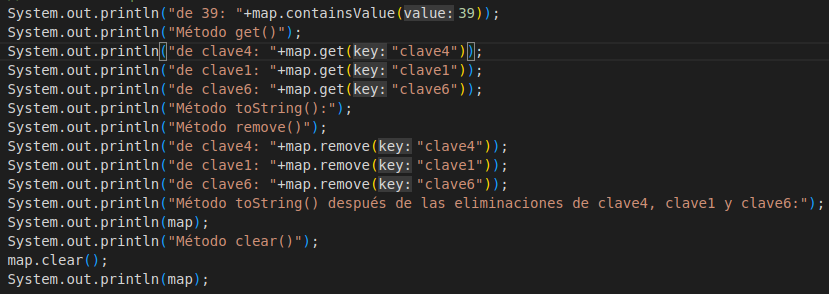 System.out.println("de 39: "+map.containsValue(value: 39));
System.out.println("Método get()");
System.out.println("de clave4: "+map.get(key: "clave4"));
System.out.println("de clave1: "+map.get(key: "clave1"));
System.out.println("de clave6: "+map.get(key: "clave6"));
System.out.println("Método toString():");
System.out.println("Método remove()");
System.out.println("de clave4: "+map.remove(key: "clave4"));
System.out.println("de clave1: "+map.remove(key: "clave1"));
System.out.println("de clave6: "+map.remove(key: "clave6"));
System.out.println("Método toString() después de las eliminaciones de clave4, clave1 y clave6:");
System.out.println(map);
System.out.println("Método clear()");
map.clear();
System.out.println(map);